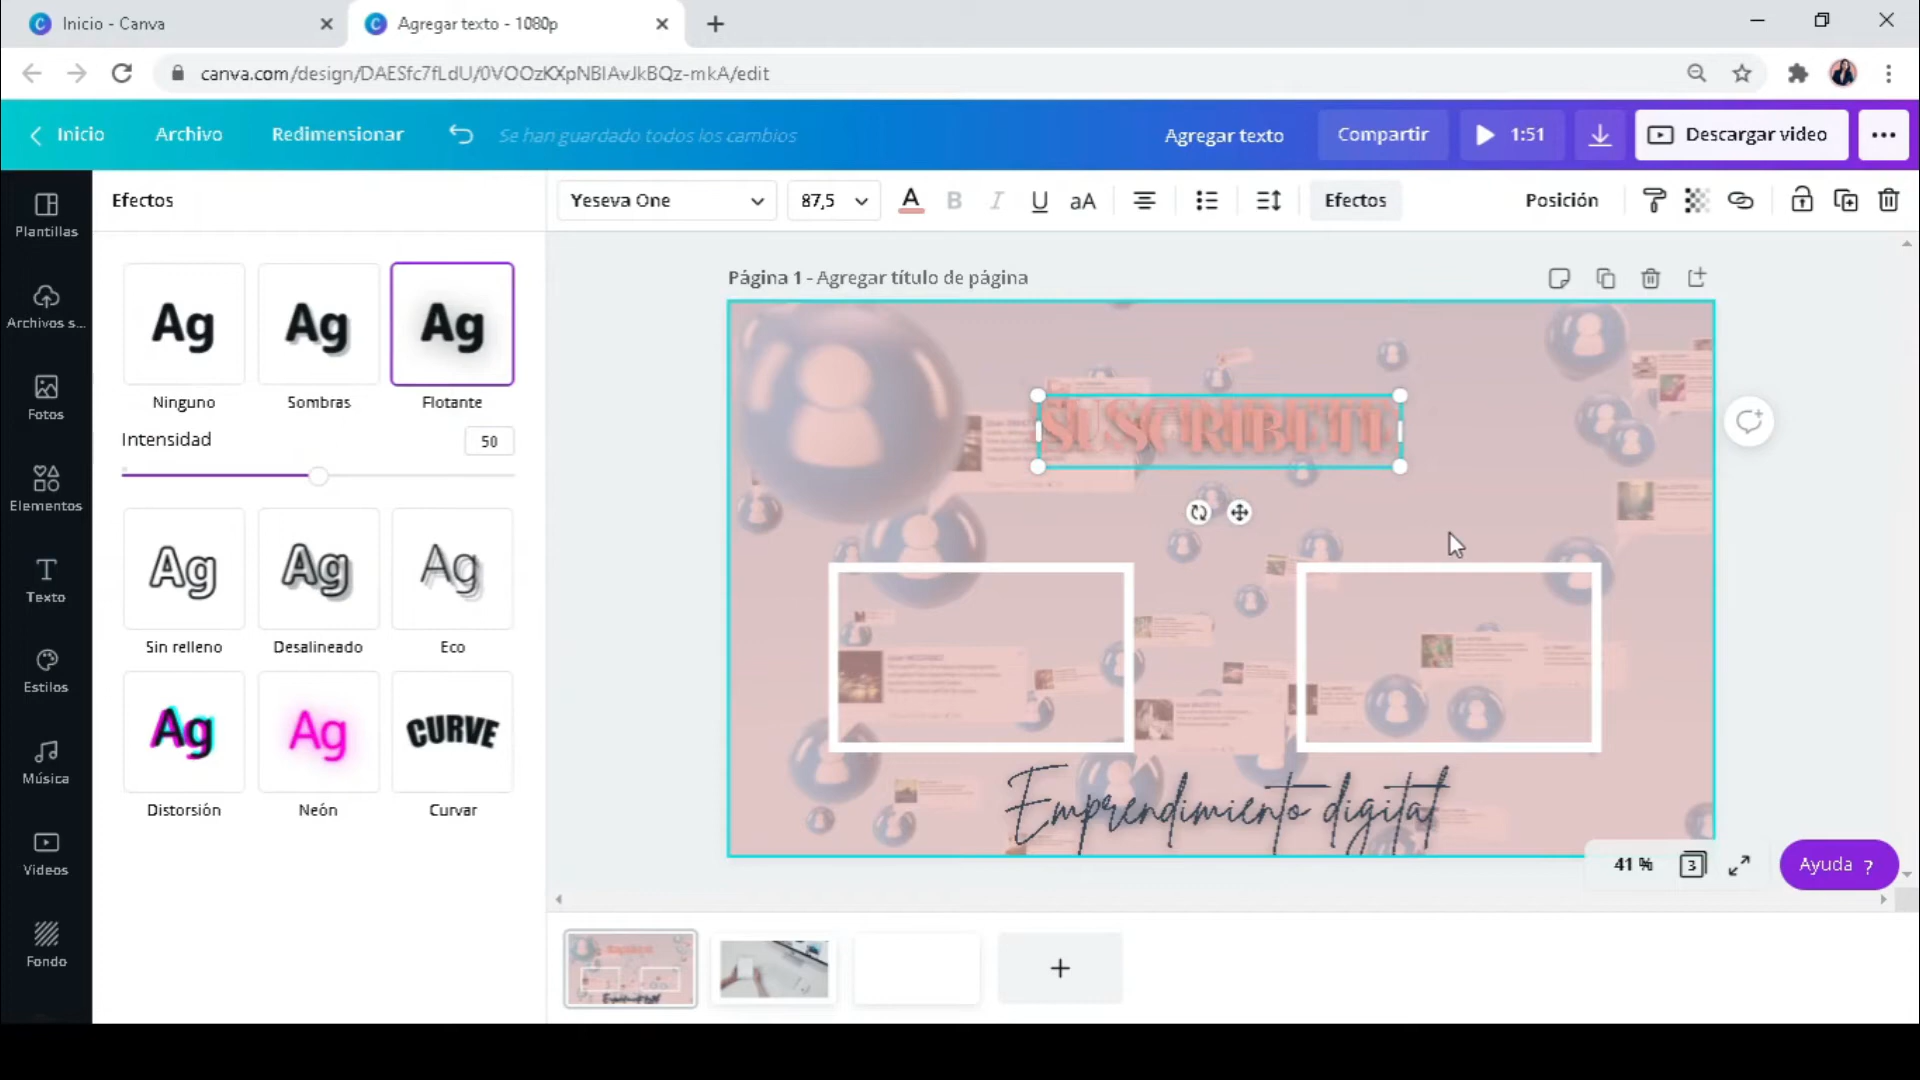 Inicio - Canva
Agregar texto - 1080p
canva.com/design/DAESfc7fLdU/0VOOzKXpNBIAvJkBQz-mkA/edit
Inicio
Archivo
Redimensionar
Se han guardado todos los cambios
Agregar texto
Compartir
1:51
Descargar video
Plantillas
Archivos s...
Fotos
Elementos
Texto
Estilos
Música
Videos
Fondo
Efectos
Ag
Ag
Ag
Ninguno
Sombras
Flotante
Intensidad
50
Ag
Ag
Ag
Sin relleno
Desalineado
Eco
Ag
Ag
CURVE
Distorsión
Neón
Curvar
Yeseva One
87,5
A
B
I
U
aA
Efectos
Posición
Página 1 - Agregar título de página
SUSCRIBETE
Emprendimiento digital
41 %
3
Ayuda ?